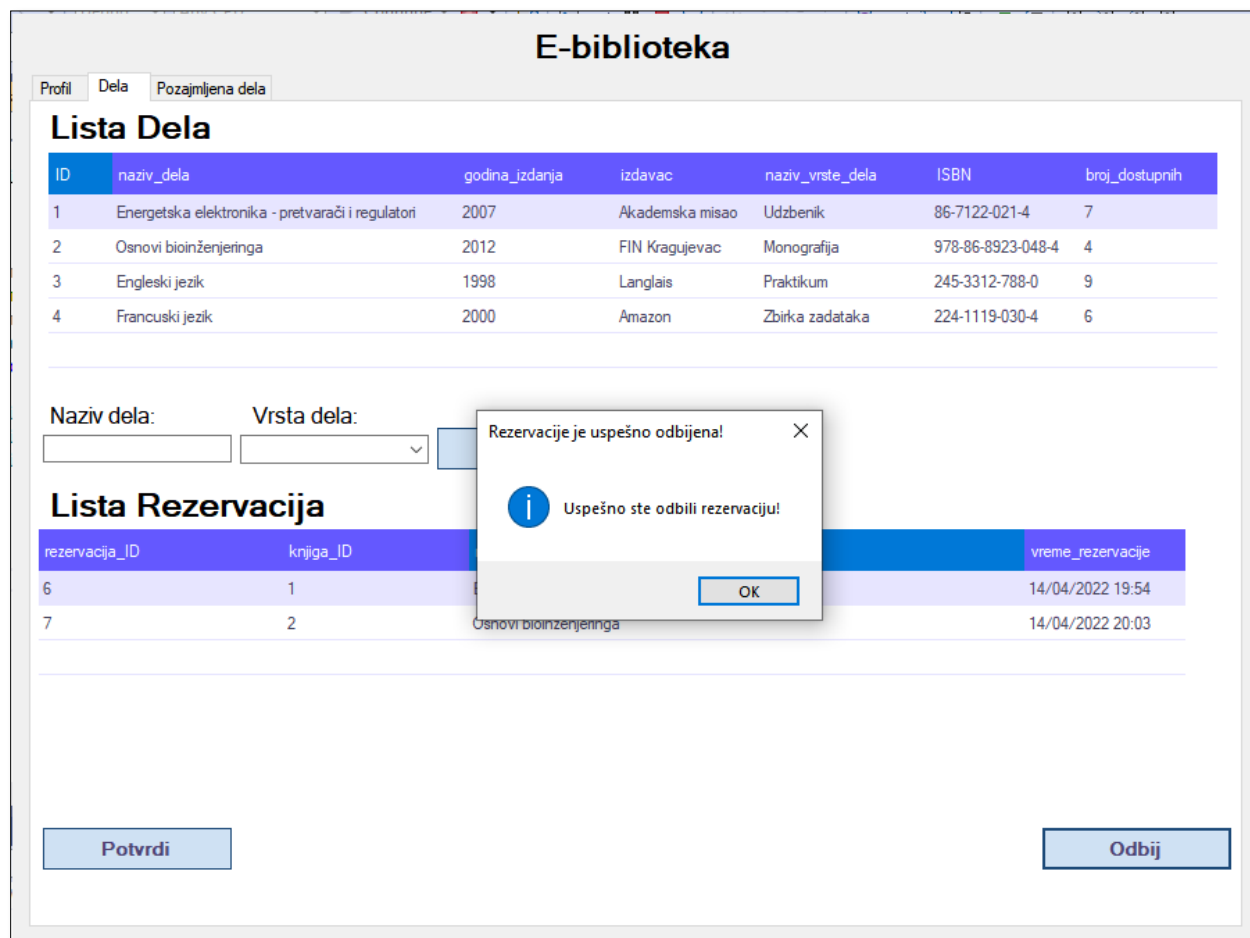 E-biblioteka
Profil Dela Pozajmljena dela
Lista Dela
ID naziv_dela godina_izdanja izdavac naziv_vrste_dela ISBN broj_dostupnih
1 Energetska elektronika - pretvarači i regulatori 2007 Akademska misao Udzbenik 86-7122-021-4 7
2 Osnovi bioinženjeringa 2012 FIN Kragujevac Monografija 978-86-8923-048-4 4
3 Engleski jezik 1998 Langlais Praktikum 245-3312-788-0 9
4 Francuski jezik 2000 Amazon Zbirka zadataka 224-1119-030-4 6
Naziv dela: Vrsta dela:
Rezervacije je uspešno odbijena!
Uspešno ste odbili rezervaciju!
OK
Lista Rezervacija
rezervacija_ID knjiga_ID vreme_rezervacije
6 1 14/04/2022 19:54
7 2 Osnovi bioinženjeringa 14/04/2022 20:03
Potvrdi Odbij